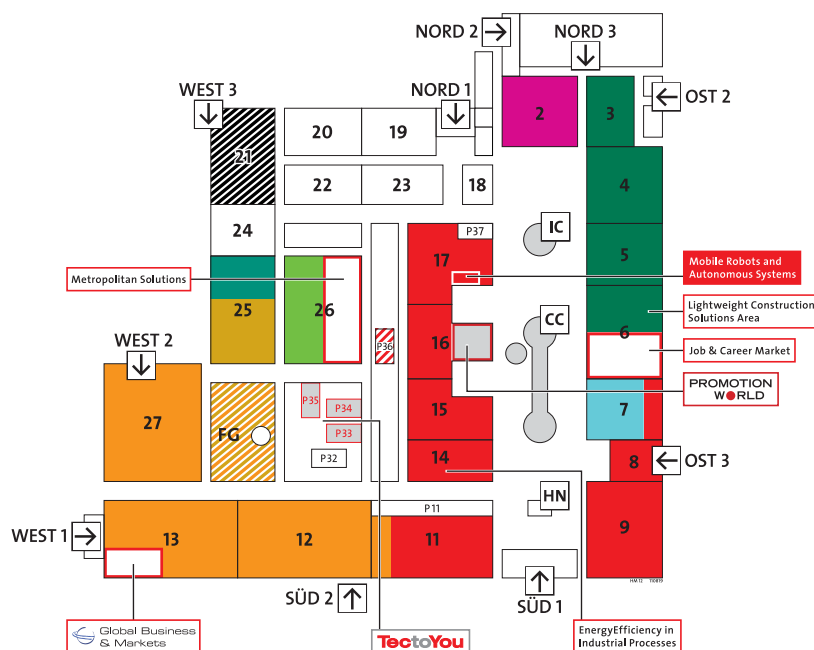 NORD 2
NORD 3
WEST 3
NORD 1
OST 2
20
19
2
3
21
22
23
18
4
24
P37
IC
17
5
Mobile Robots and
Autonomous Systems
Metropolitan Solutions
25
26
Lightweight Construction
Solutions Area
6
WEST 2
P36
16
CC
Job & Career Market
PROMOTION
WORLD
27
FG
P35
P34
P33
P32
15
7
14
8
OST 3
HN
P 11
WEST 1
13
12
11
9
HM 12 110819
SÜD 2
SÜD 1
Global Business
& Markets
TectoYou
EnergyEfficiency in
Industrial Processes